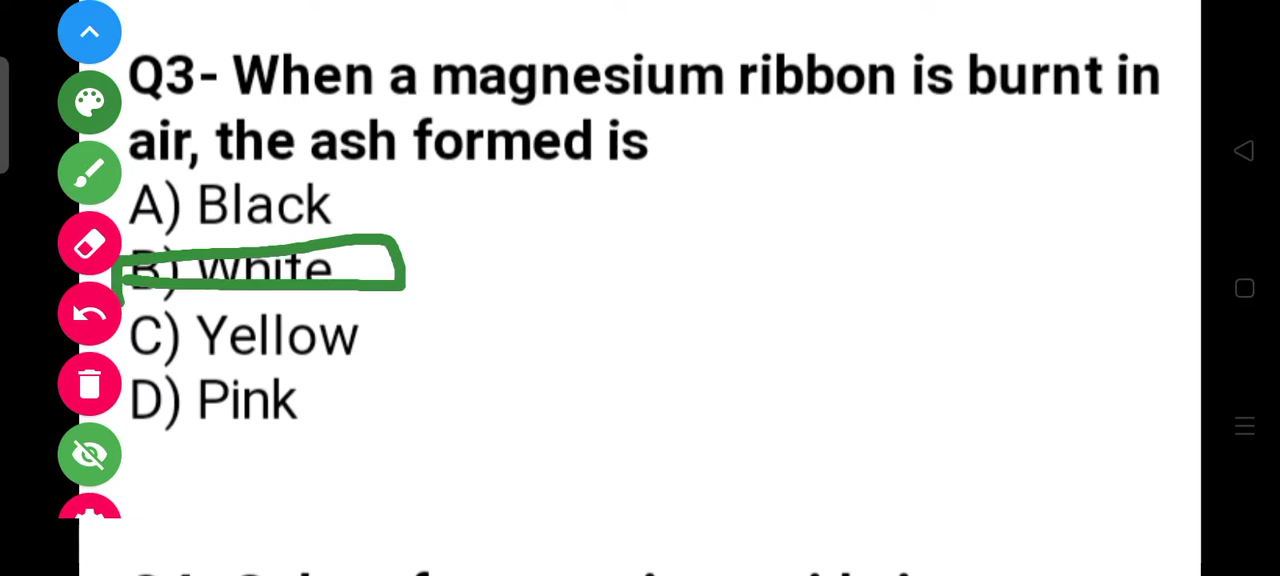 Q3- When a magnesium ribbon is burnt in
air, the ash formed is
A) Black
B) White
C) Yellow
D) Pink